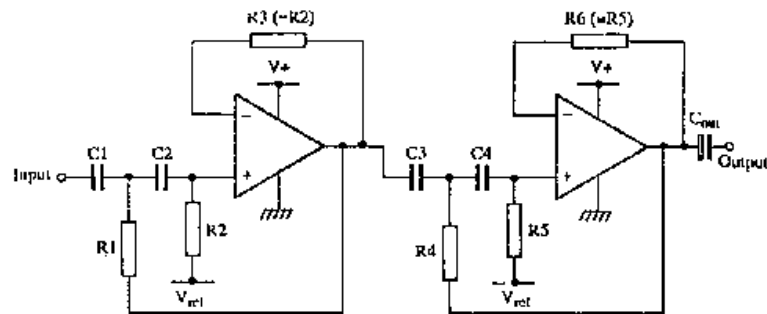 R3 (=R2)
R6 (=R5)
V+
V+
C1
C2
C3
C4
Cout
Input
Output
−
+
−
+
R1
R2
R4
R5
Vref
Vref